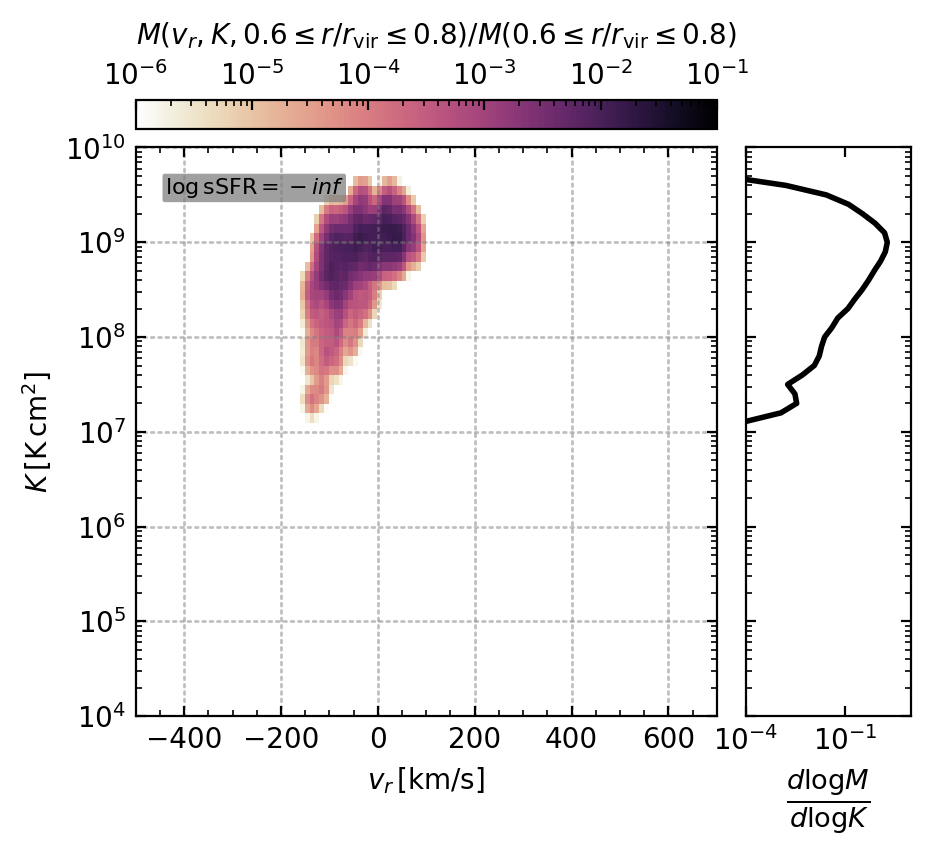 M(v_r, K, 0.6 ≤ r/r_vir ≤ 0.8)/M(0.6 ≤ r/r_vir ≤ 0.8)
10^−6 10^−5 10^−4 10^−3 10^−2 10^−1
log sSFR = −inf
10^10
10^9
10^8
10^7
10^6
10^5
10^4
K [K cm^2]
−400 −200 0 200 400 600
v_r [km/s]
10^−4 10^−1
dlogM
dlogK